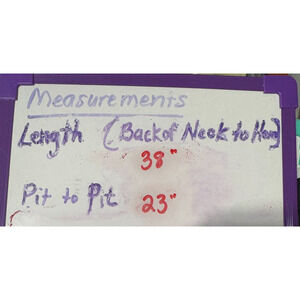 Measurements
Length (Back of Neck to Hem)
38"
Pit to Pit 23"